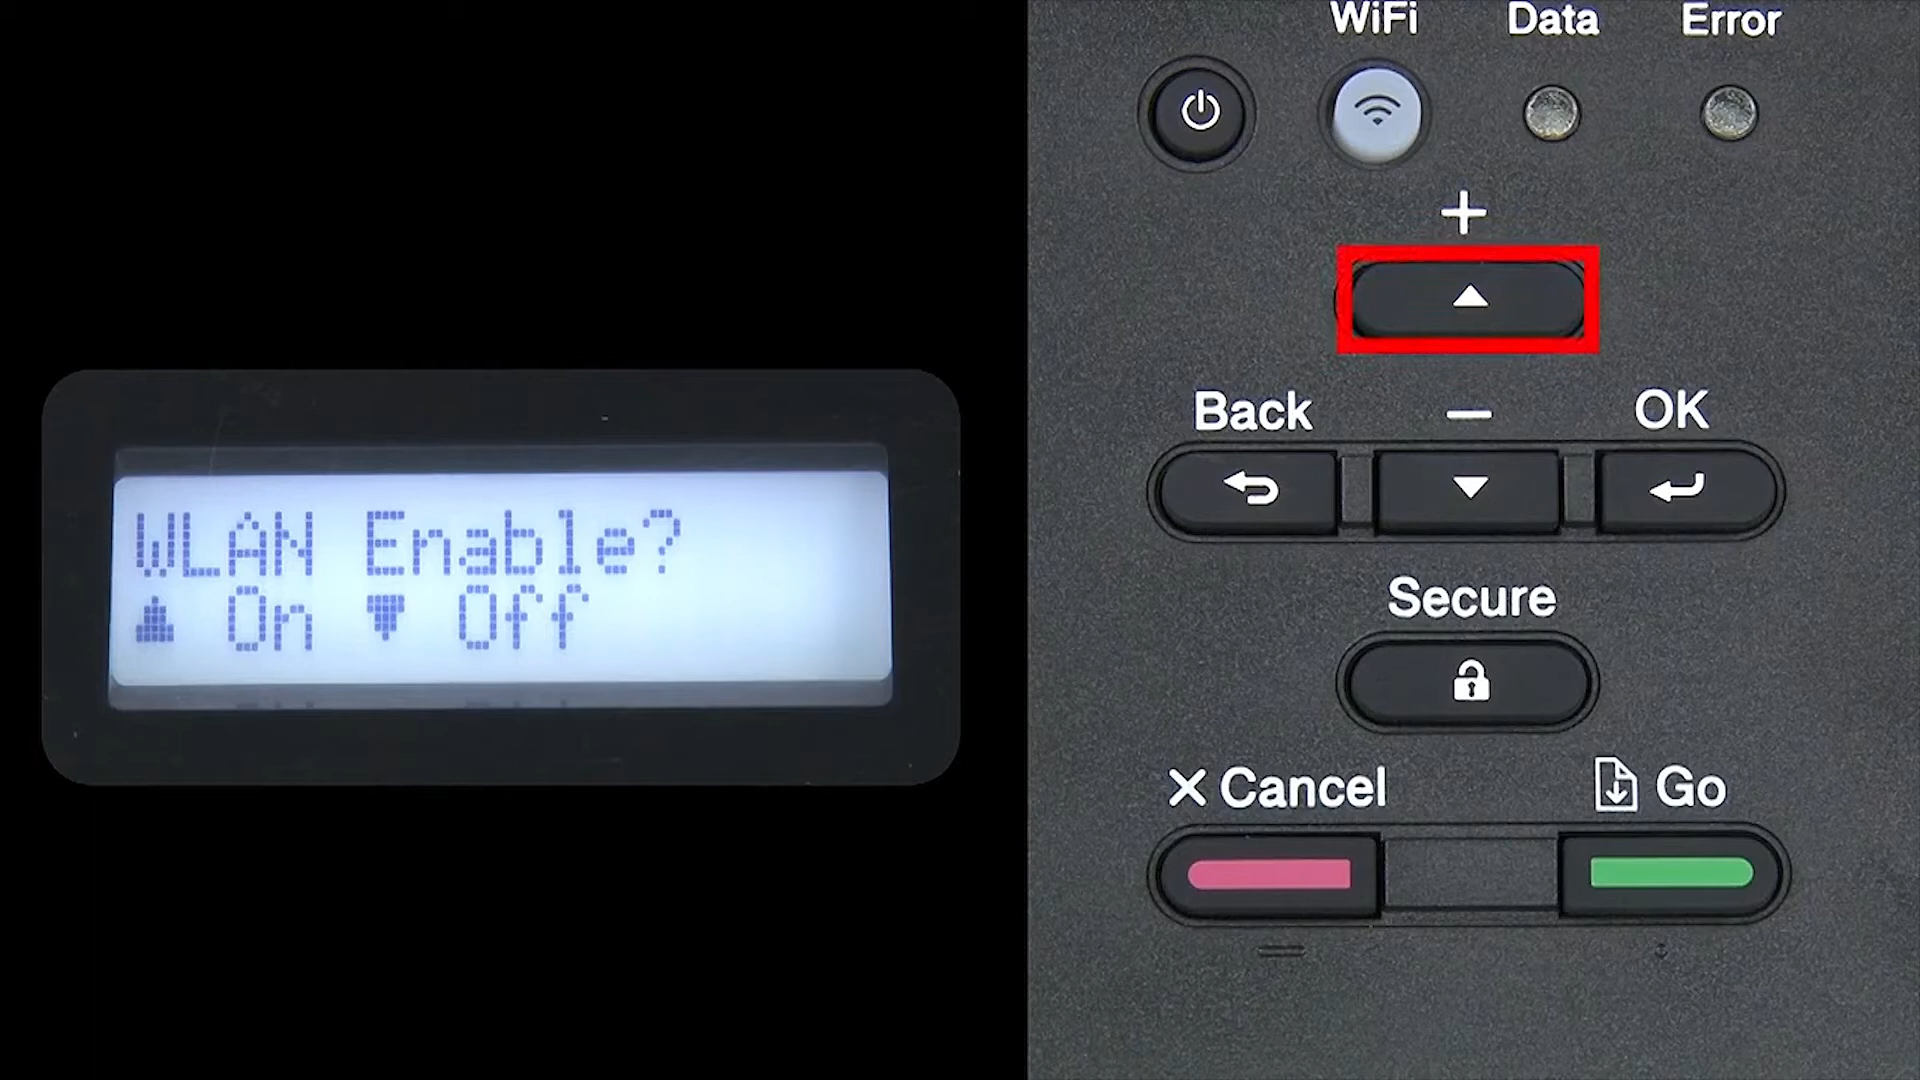 WLAN Enable?
▲ On ▼ Off
WiFi Data Error
+
Back — OK
Secure
X Cancel Go